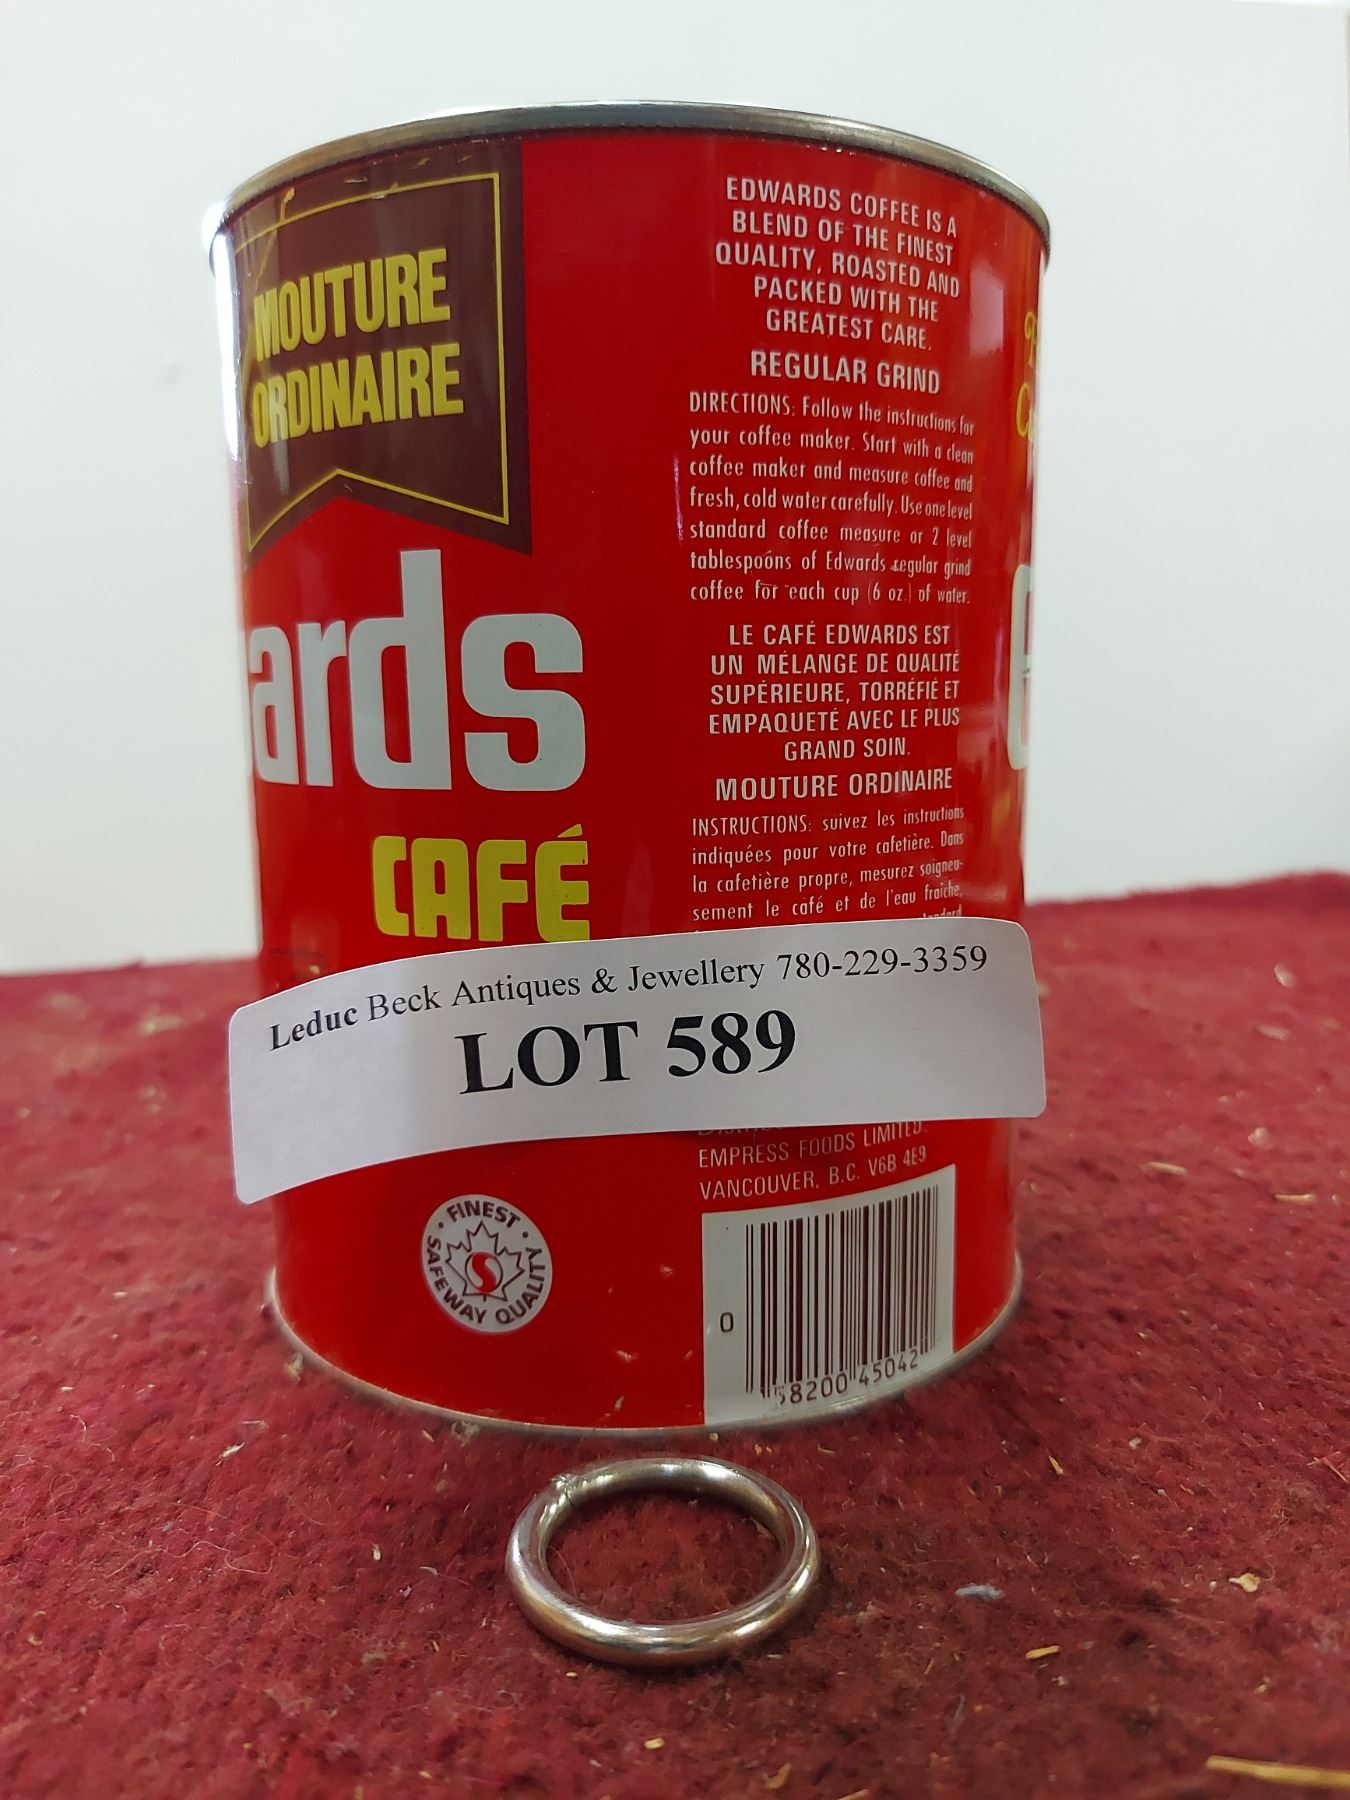 MOUTURE
ORDINAIRE
ards
CAFÉ
EDWARDS COFFEE IS A
BLEND OF THE FINEST
QUALITY, ROASTED AND
PACKED WITH THE
GREATEST CARE.
REGULAR GRIND
DIRECTIONS: Follow the instructions for
your coffee maker. Start with a clean
coffee maker and measure coffee and
fresh, cold water carefully. Use one level
standard coffee measure or 2 level
tablespoons of Edwards regular grind
coffee for each cup (6 oz.) of water.
LE CAFÉ EDWARDS EST
UN MÉLANGE DE QUALITÉ
SUPÉRIEURE, TORRÉFIÉ ET
EMPAQUETÉ AVEC LE PLUS
GRAND SOIN.
MOUTURE ORDINAIRE
INSTRUCTIONS: suivez les instructions
indiquées pour votre cafetière. Dans
la cafetière propre, mesurez soigneu-
sement le café et de l'eau fraiche,
standard
Leduc Beck Antiques & Jewellery 780-229-3359
LOT 589
EMPRESS FOODS LIMITED.
VANCOUVER, B.C. V6B 4E9
FINEST
SAFEWAY QUALITY
0 58200 45042